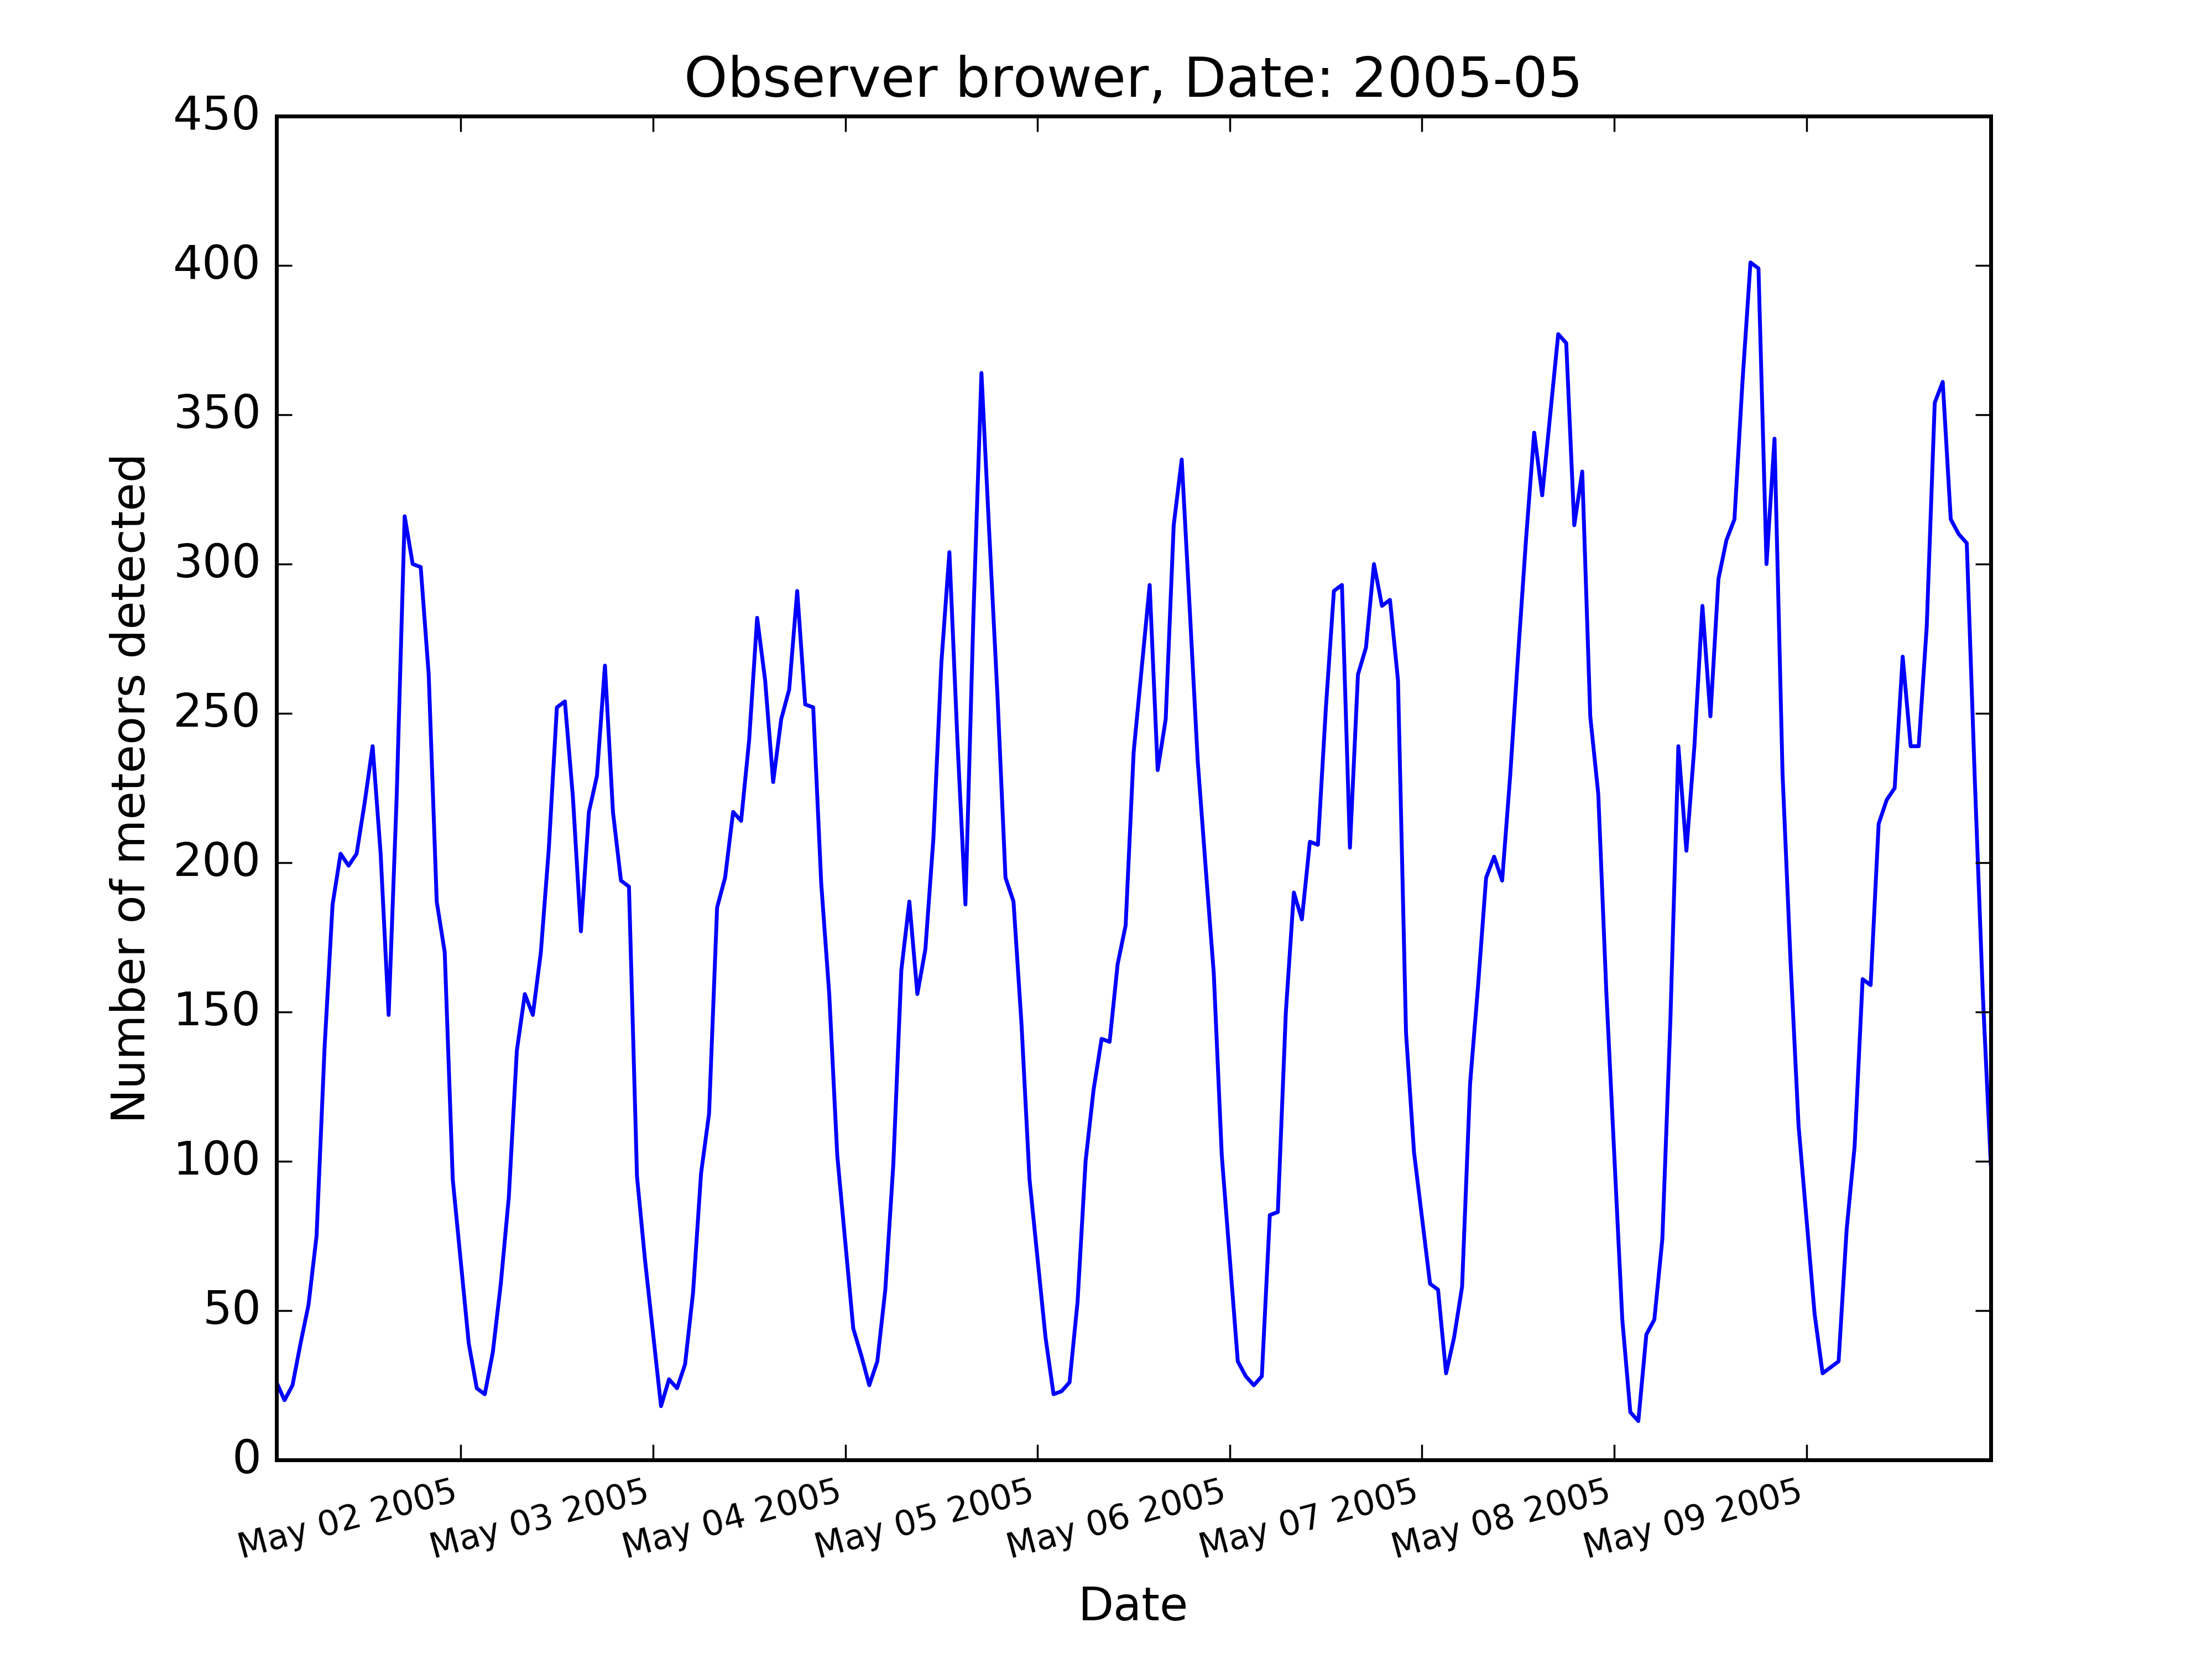 Observer brower, Date: 2005-05
450
400
350
300
250
200
150
100
50
0
Number of meteors detected
May 02 2005
May 03 2005
May 04 2005
May 05 2005
May 06 2005
May 07 2005
May 08 2005
May 09 2005
Date